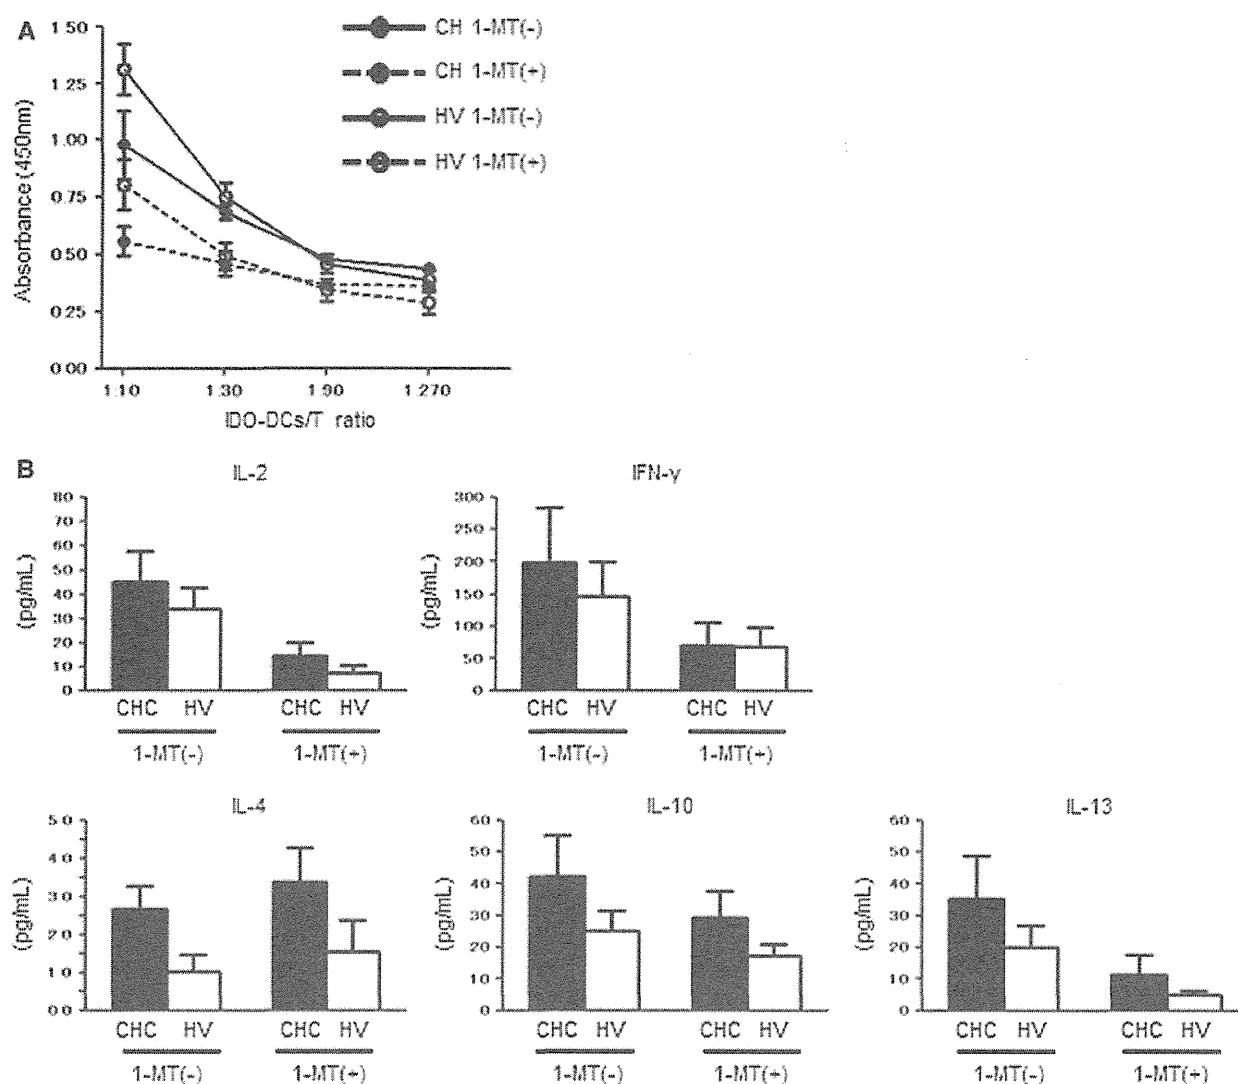 A
1.50
1.25
1.00
0.75
0.50
0.25
0.00
Absorbance (450nm)
1:10 1:30 1:90 1:270
IDO-DCs/T ratio
CH 1-MT(-)
CH 1-MT(+)
HV 1-MT(-)
HV 1-MT(+)
B
IL-2
80
70
60
50
40
30
20
10
0
(pg/mL)
CHC HV CHC HV
1-MT(-) 1-MT(+)
IFN-γ
300
250
200
150
100
50
0
(pg/mL)
CHC HV CHC HV
1-MT(-) 1-MT(+)
IL-4
5.0
4.0
3.0
2.0
1.0
0.0
(pg/mL)
CHC HV CHC HV
1-MT(-) 1-MT(+)
IL-10
60
50
40
30
20
10
0
(pg/mL)
CHC HV CHC HV
1-MT(-) 1-MT(+)
IL-13
60
50
40
30
20
10
0
(pg/mL)
CHC HV CHC HV
1-MT(-) 1-MT(+)